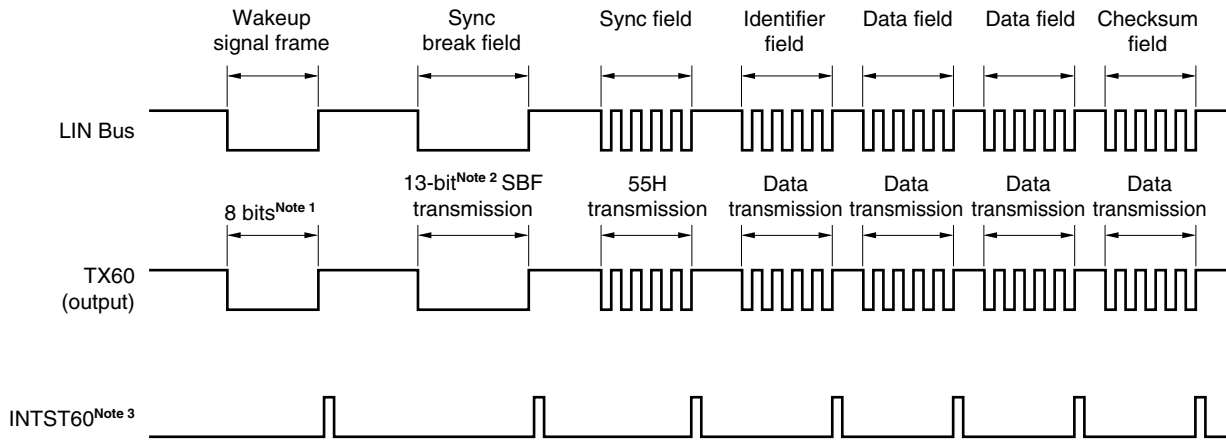 Wakeup
signal frame
Sync
break field
Sync field
Identifier
field
Data field
Data field
Checksum
field
LIN Bus
8 bitsNote 1
13-bitNote 2 SBF
transmission
55H
transmission
Data
transmission
Data
transmission
Data
transmission
Data
transmission
TX60
(output)
INTST60Note 3